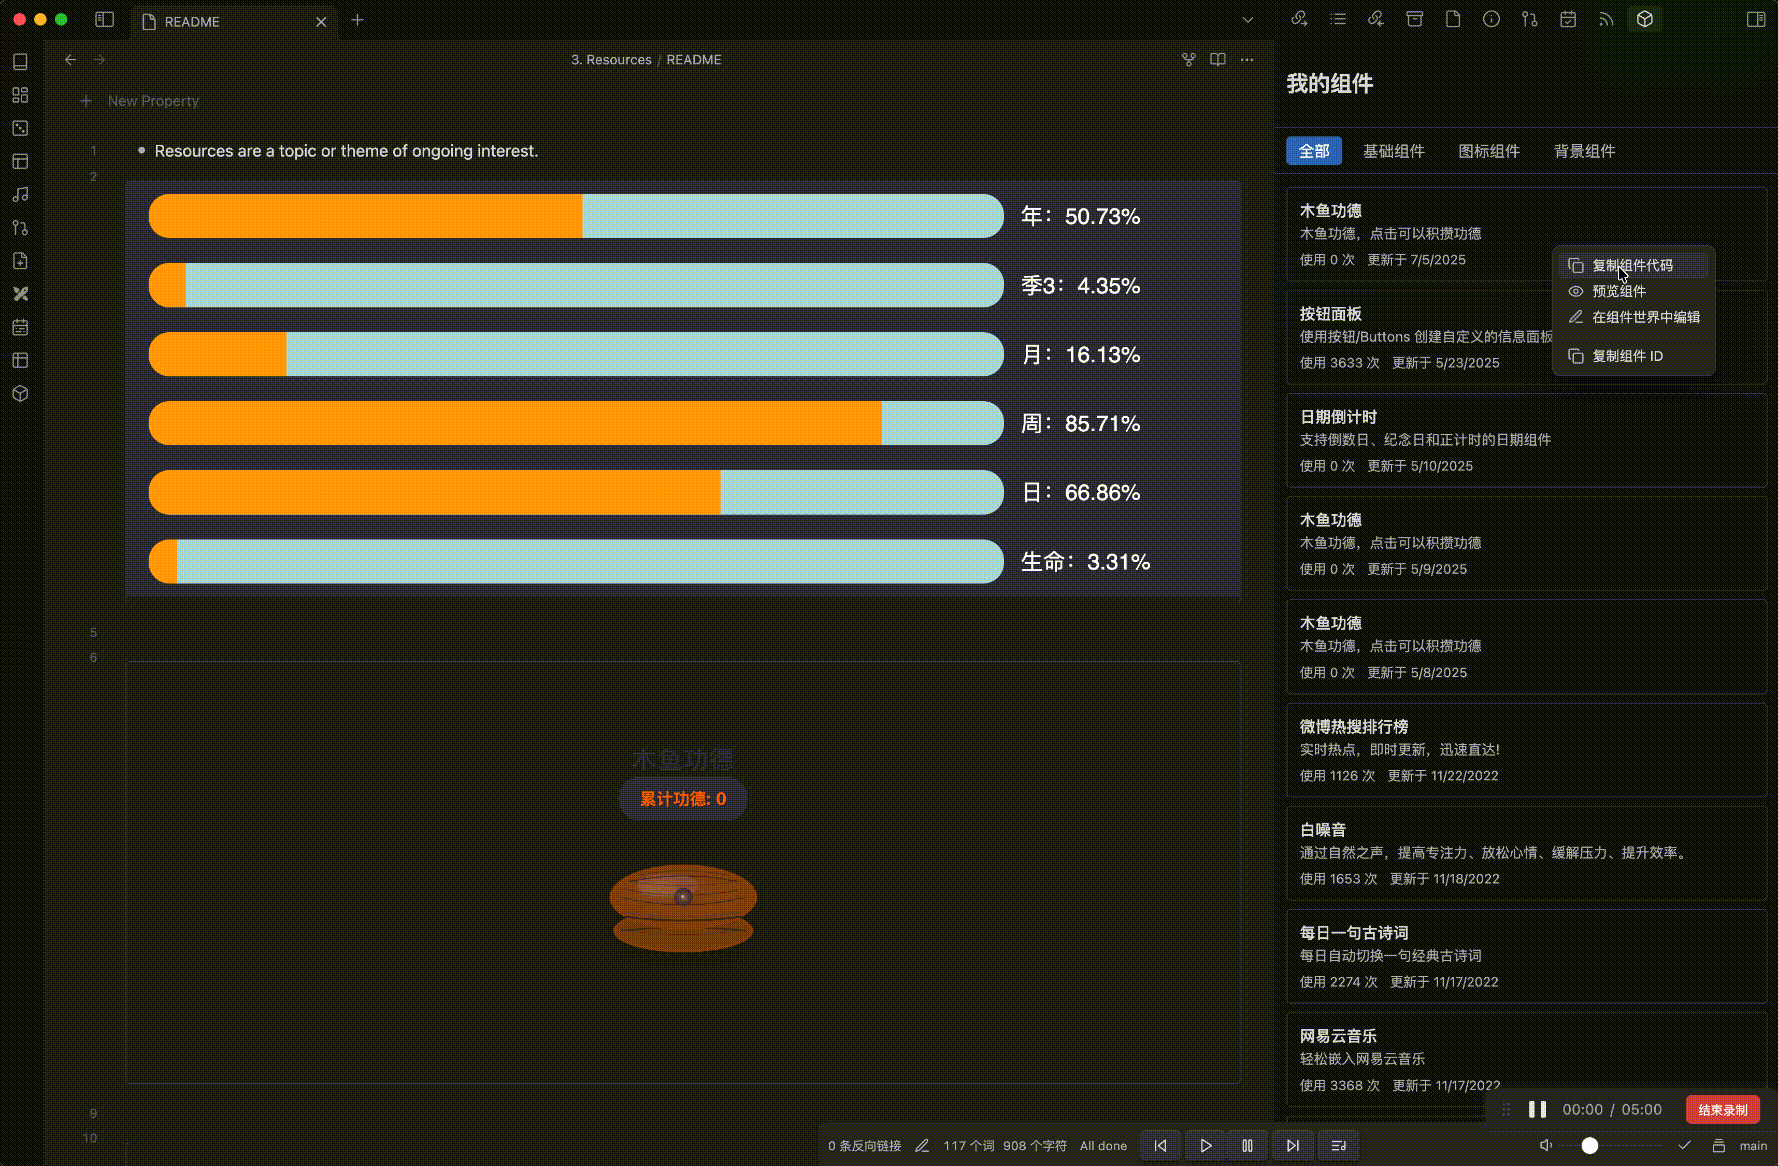 README
3. Resources / README
New Property
1
Resources are a topic or theme of ongoing interest.
2
年：50.73%
季3：4.35%
月：16.13%
周：85.71%
日：66.86%
生命：3.31%
5
6
木鱼功德
累计功德: 0
9
10
我的组件
全部
基础组件
图标组件
背景组件
木鱼功德
木鱼功德，点击可以积攒功德
使用 0 次 更新于 7/5/2025
复制组件代码
预览组件
在组件世界中编辑
复制组件 ID
按钮面板
使用按钮/Buttons 创建自定义的信息面板
使用 3633 次 更新于 5/23/2025
日期倒计时
支持倒数日、纪念日和正计时的日期组件
使用 0 次 更新于 5/10/2025
木鱼功德
木鱼功德，点击可以积攒功德
使用 0 次 更新于 5/9/2025
木鱼功德
木鱼功德，点击可以积攒功德
使用 0 次 更新于 5/8/2025
微博热搜排行榜
实时热点，即时更新，迅速直达!
使用 1126 次 更新于 11/22/2022
白噪音
通过自然之声，提高专注力、放松心情、缓解压力、提升效率。
使用 1653 次 更新于 11/18/2022
每日一句古诗词
每日自动切换一句经典古诗词
使用 2274 次 更新于 11/17/2022
网易云音乐
轻松嵌入网易云音乐
使用 3368 次 更新于 11/17/2022
00:00 / 05:00
结束录制
0 条反向链接
117 个词 908 个字符
All done
main